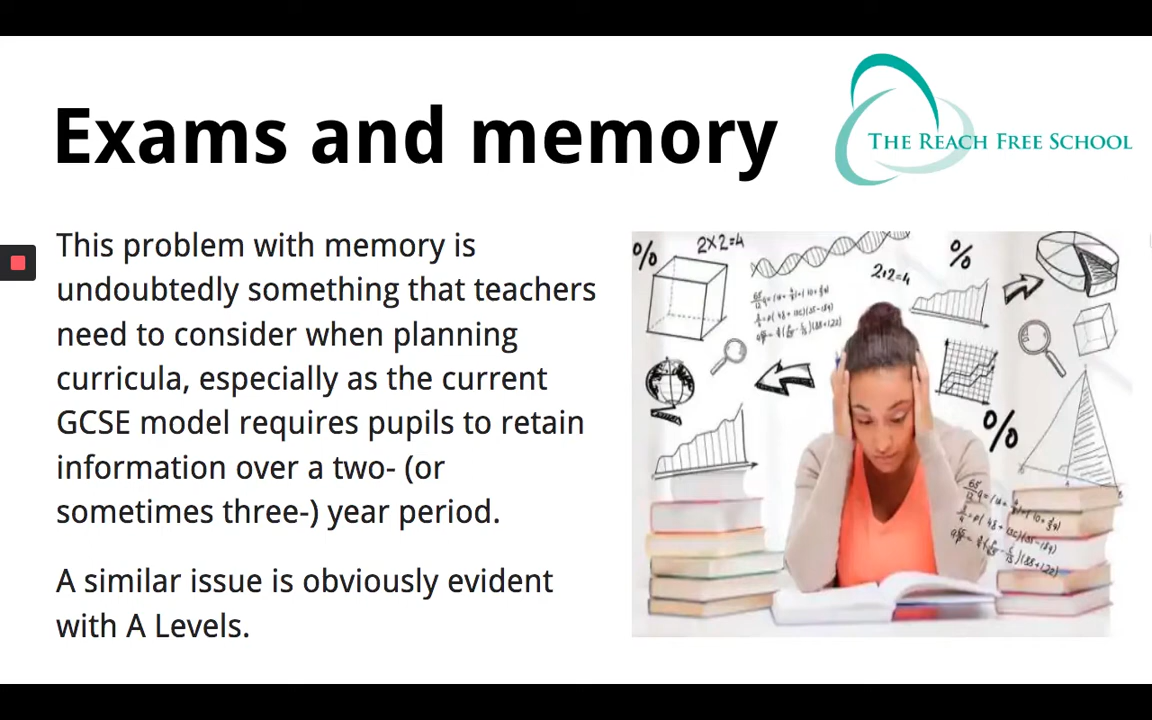 Exams and memory
THE REACH FREE SCHOOL
This problem with memory is
undoubtedly something that teachers
need to consider when planning
curricula, especially as the current
GCSE model requires pupils to retain
information over a two- (or
sometimes three-) year period.
A similar issue is obviously evident
with A Levels.
%
2x2=4
%
2+2=4
%